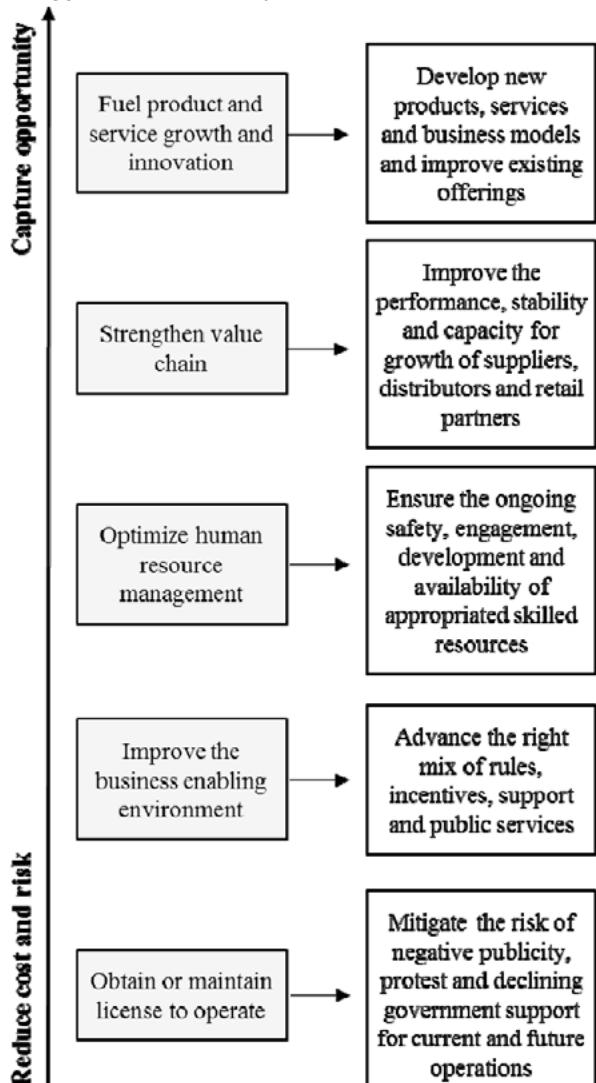 Capture opportunity
Fuel product and
service growth and
innovation
Develop new
products, services
and business models
and improve existing
offerings
Strengthen value
chain
Improve the
performance, stability
and capacity for
growth of suppliers,
distributors and retail
partners
Optimize human
resource
management
Ensure the ongoing
safety, engagement,
development and
availability of
appropriated skilled
resources
Improve the
business enabling
environment
Advance the right
mix of rules,
incentives, support
and public services
Reduce cost and risk
Obtain or maintain
license to operate
Mitigate the risk of
negative publicity,
protest and declining
government support
for current and future
operations